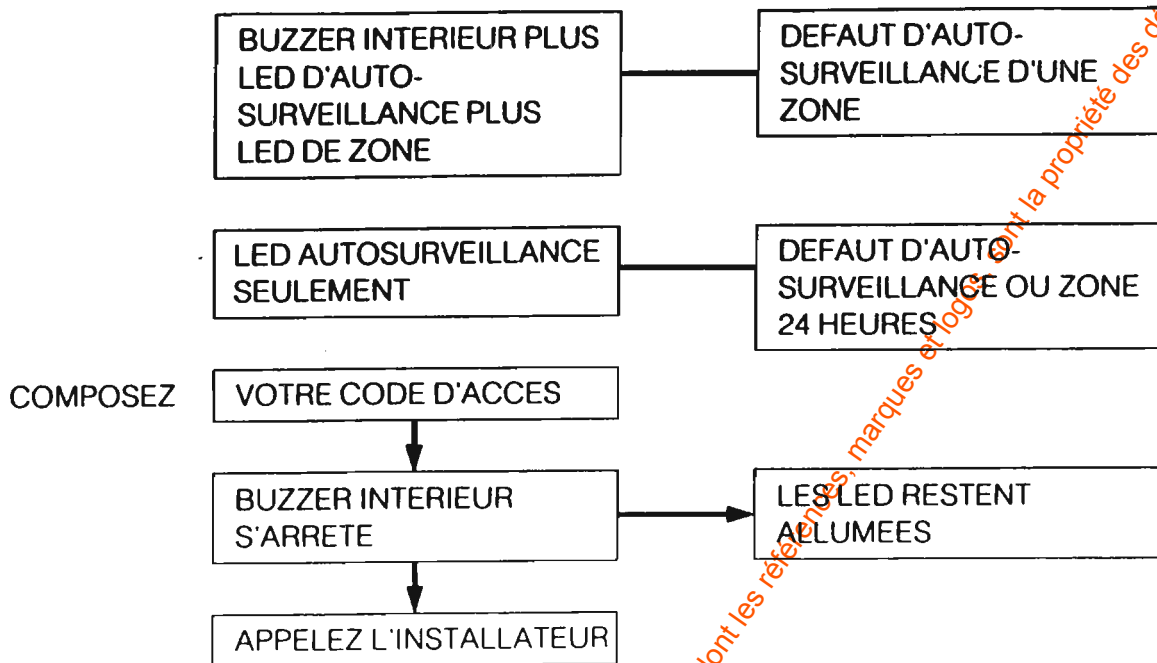 BUZZER INTERIEUR PLUS
LED D'AUTO-
SURVEILLANCE PLUS
LED DE ZONE
DEFAUT D'AUTO-
SURVEILLANCE D'UNE
ZONE
LED AUTOSURVEILLANCE
SEULEMENT
DEFAUT D'AUTO-
SURVEILLANCE OU ZONE
24 HEURES
COMPOSEZ
VOTRE CODE D'ACCES
BUZZER INTERIEUR
S'ARRETE
LES LED RESTENT
ALLUMEES
APPELEZ L'INSTALLATEUR
dont les références, marques et logos, sont la propriété des